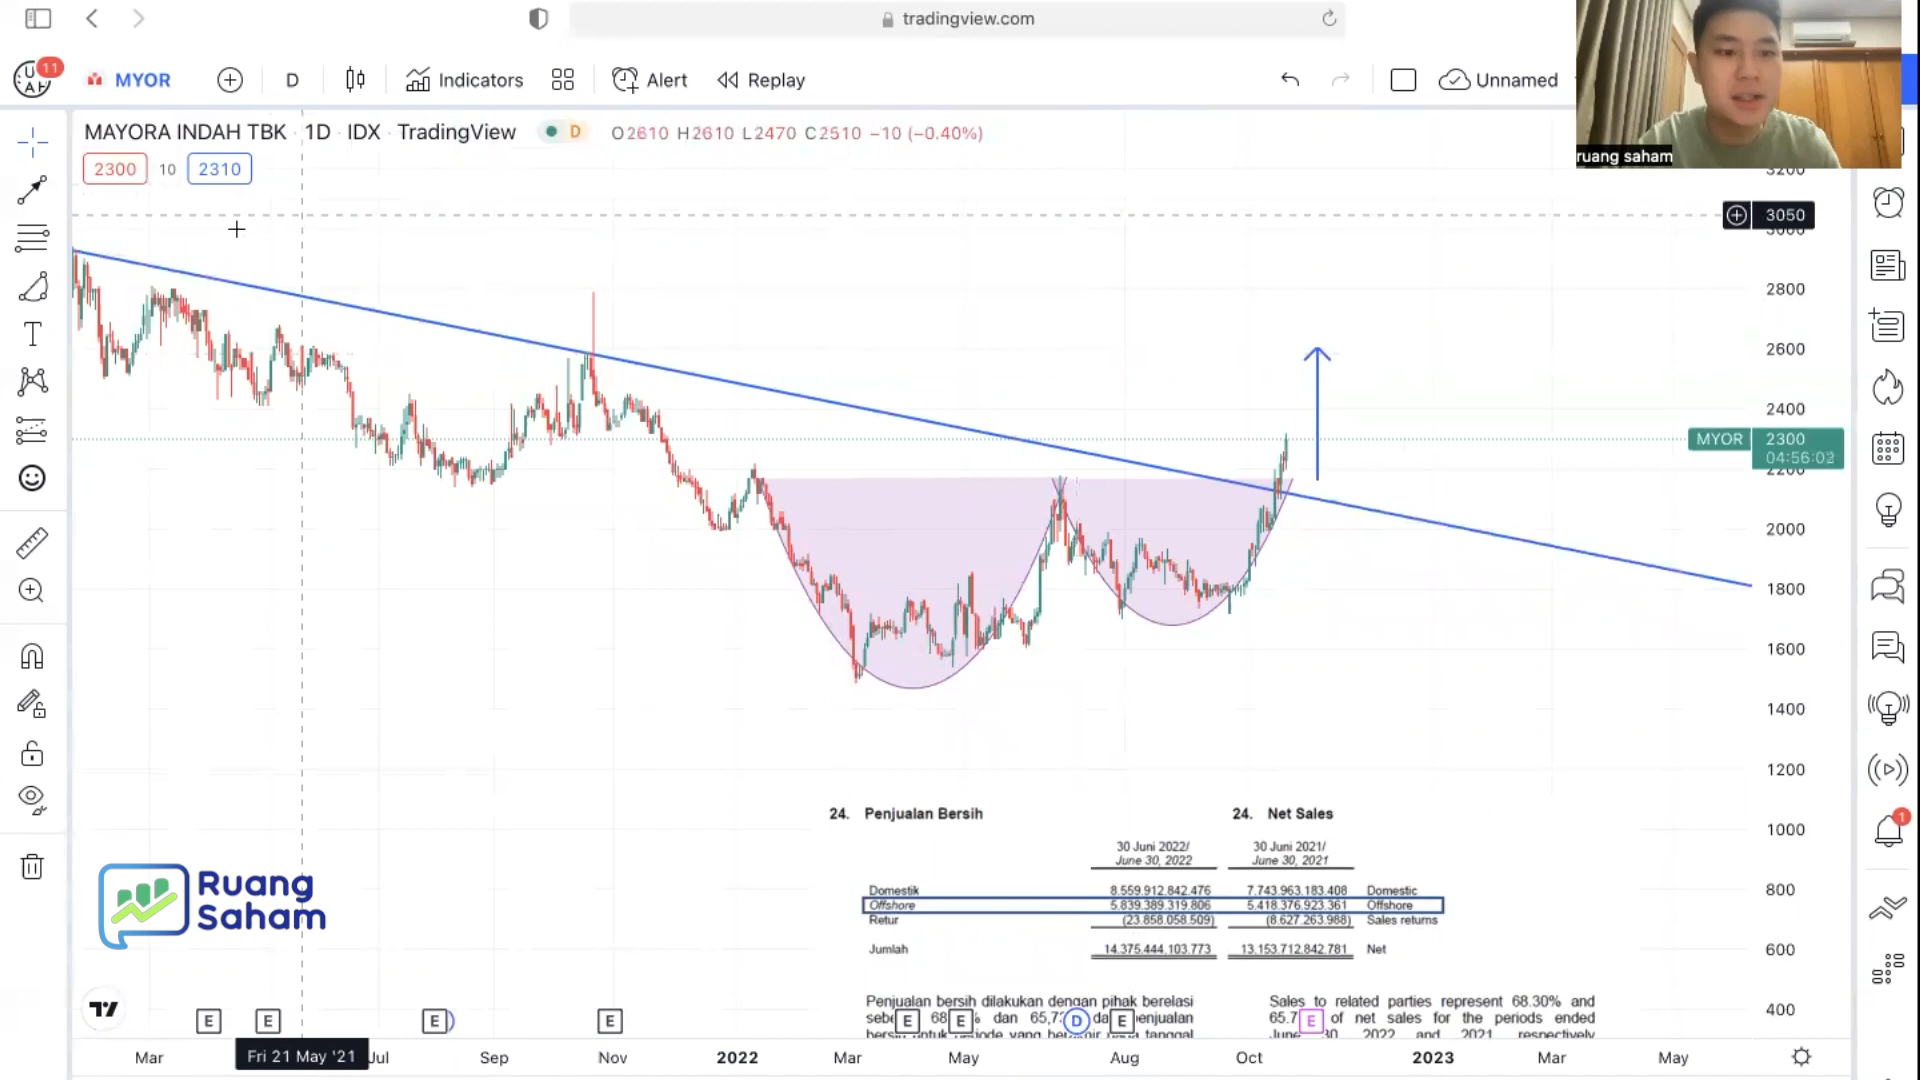 tradingview.com
11
MYOR
D
Indicators
Alert
Replay
Unnamed
ruang saham
MAYORA INDAH TBK · 1D · IDX · TradingView
D
O2610 H2610 L2470 C2510 −10 (−0.40%)
2300
10
2310
3200
3050
3000
2800
2600
2400
MYOR
2300
04:56:02
2200
2000
1800
1600
1400
1200
1000
800
600
400
1
24. Penjualan Bersih
24. Net Sales
30 Juni 2022/
June 30, 2022
30 Juni 2021/
June 30, 2021
Domestik 8.559.912.842.476 7.743.963.183.408 Domestic
Offshore 5.839.389.319.806 5.418.376.923.361 Offshore
Retur (23.858.058.509) (8.627.263.988) Sales returns
Jumlah 14.375.444.103.773 13.153.712.842.781 Net
Penjualan bersih dilakukan dengan pihak berelasi
dan
Sales to related parties represent 68.30% and
of net sales for the periods ended
2022 and 2021 respectively
Ruang
Saham
E
E
E
E
E
E
D
E
E
Mar
Fri 21 May '21
Jul
Sep
Nov
2022
Mar
May
Aug
Oct
2023
Mar
May